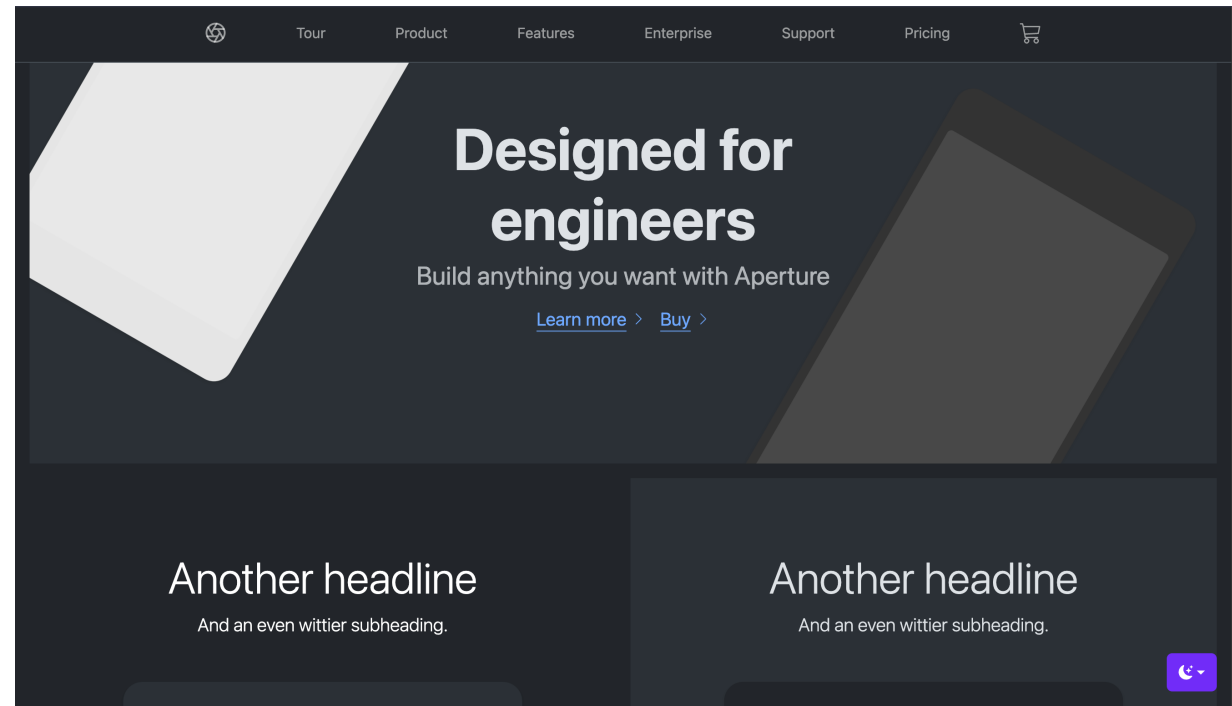 Tour
Product
Features
Enterprise
Support
Pricing
Designed for
engineers
Build anything you want with Aperture
Learn more
Buy
Another headline
And an even wittier subheading.
Another headline
And an even wittier subheading.